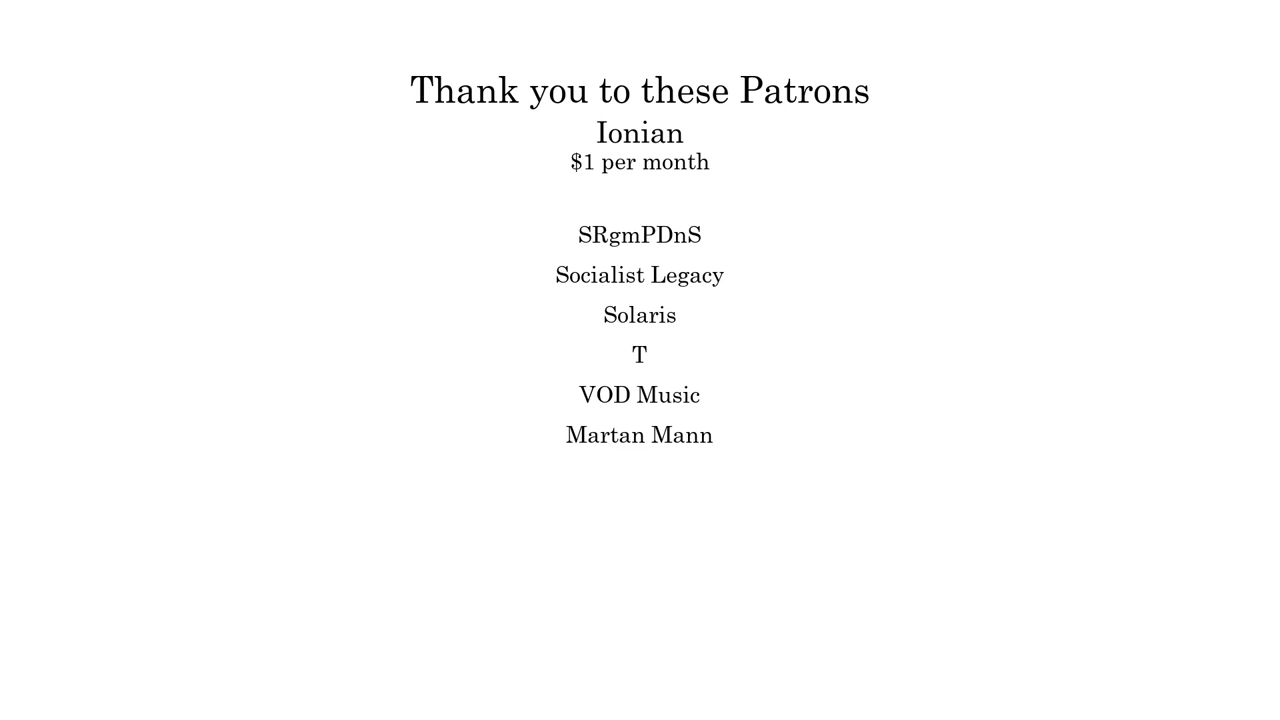 Thank you to these Patrons
Ionian
$1 per month
SRgmPDnS
Socialist Legacy
Solaris
T
VOD Music
Martan Mann